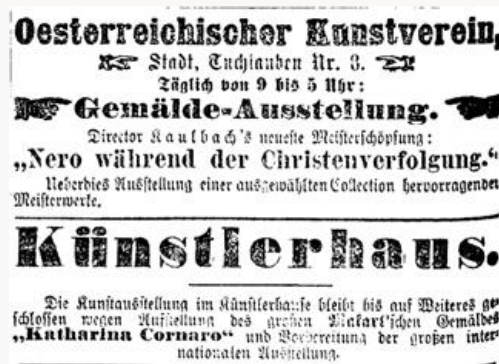 Oesterreichischer Kunstverein,
Stadt, Tuchlauben Nr. 8.
Täglich von 9 bis 5 Uhr:
Gemälde-Ausstellung.
Director Kaulbach's neueste Meisterschöpfung:
„Nero während der Christenverfolgung.“
Ueberdies Ausstellung einer ausgewählten Collection hervorragender
Meisterwerke.
Künstlerhaus.
Die Kunstausstellung im Künstlerhause bleibt bis auf Weiteres ge
schlossen wegen Aufstellung des großen Makart'schen Gemäldes
„Katharina Cornaro“ und Vorbereitung der großen inter
nationalen Ausstellung.